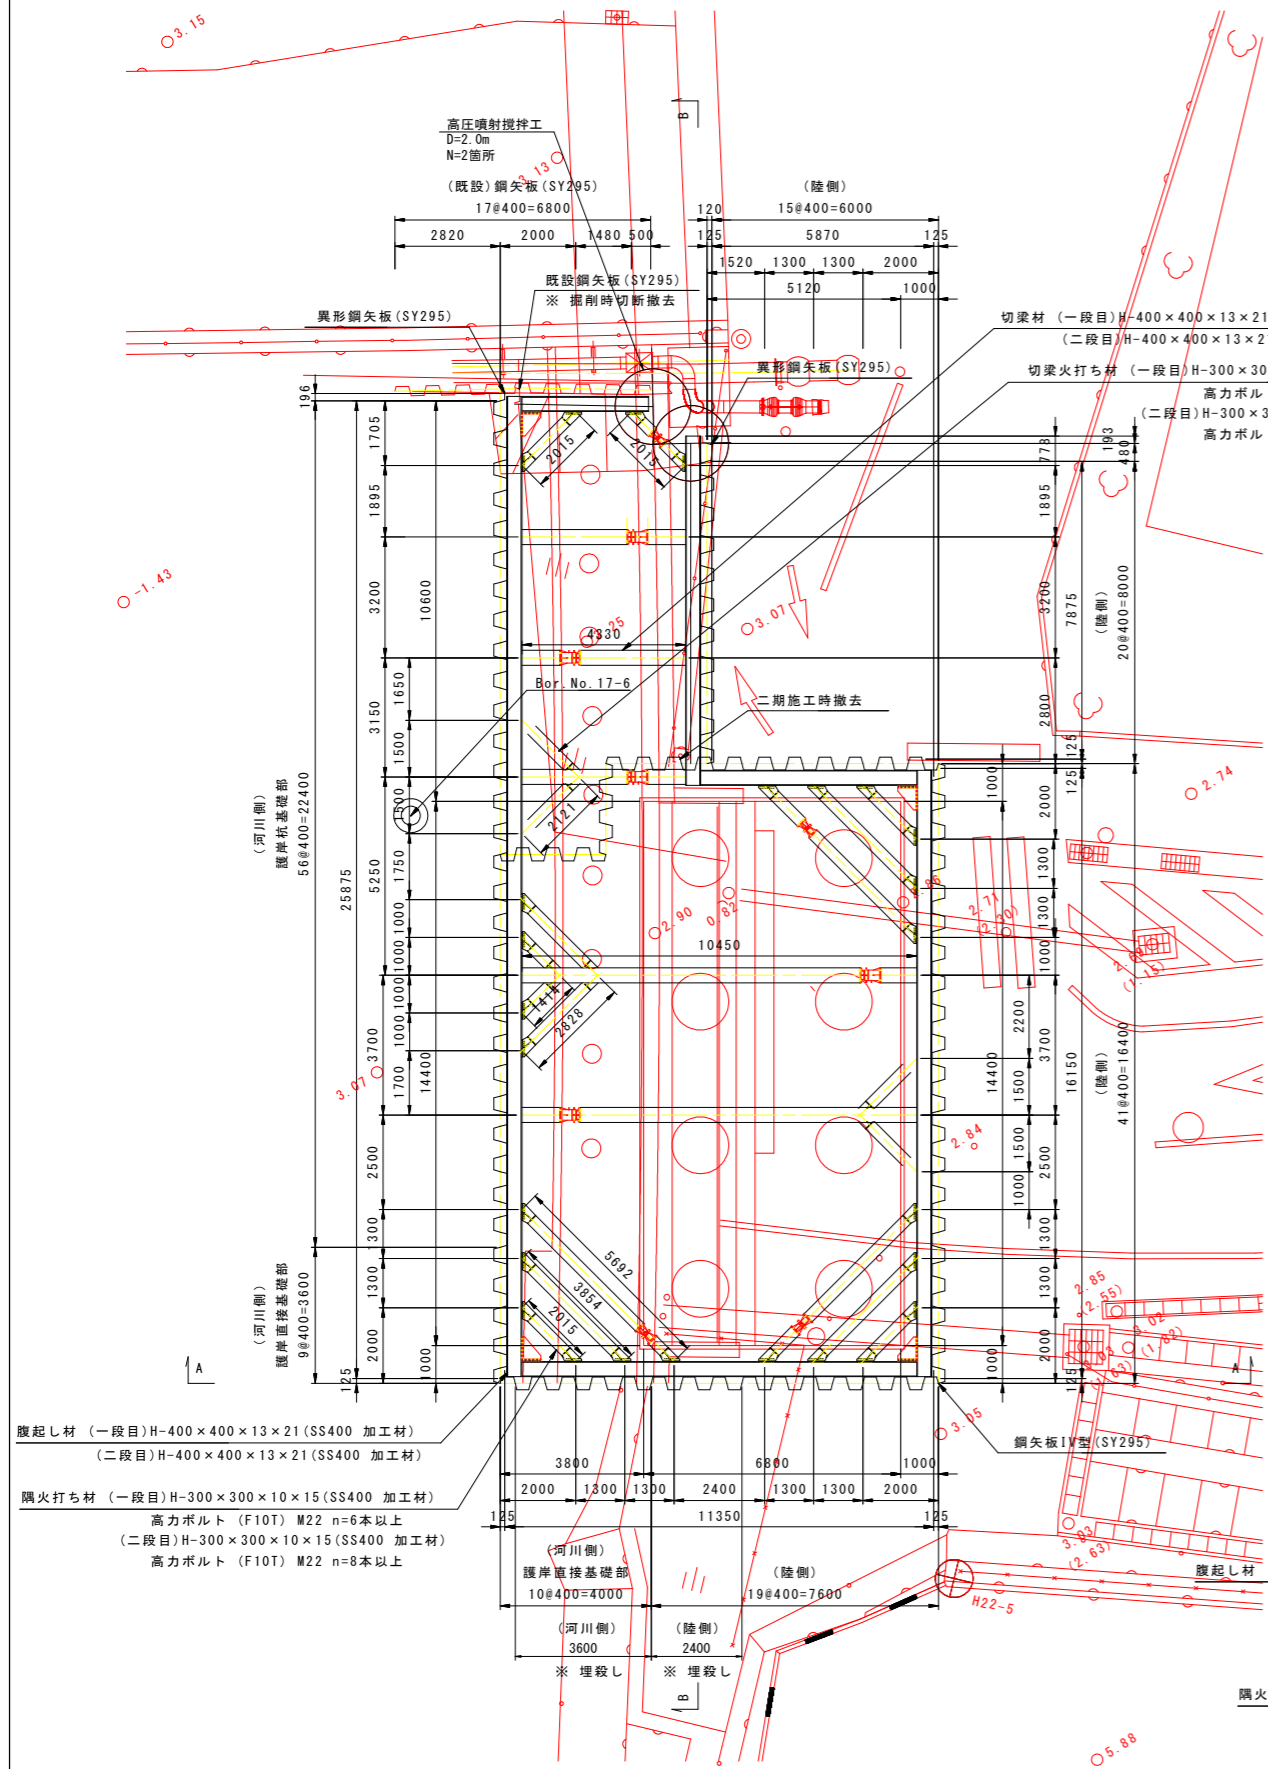 3.15
高圧噴射撹拌工
D=2.0m
N=2箇所
3.13
B
(既設)鋼矢板(SY295)
17@400=6800
(陸側)
15@400=6000
120
2820
2000
1480
500
125
5870
125
1520
1300
1300
2000
5120
1000
既設鋼矢板(SY295)
※ 掘削時切断撤去
異形鋼矢板(SY295)
異形鋼矢板(SY295)
切梁材 (一段目)H-400×400×13×21
(二段目)H-400×400×13×2
切梁火打ち材 (一段目)H-300×30
高力ボル
(二段目)H-300×3
高力ボル
196
1705
1895
3200
3150
5250
3700
2500
1300
1300
2000
125
10600
1650
1500
1500
1750
1000
1000
1000
1000
1700
14400
1000
25875
(河川側)
護岸杭基礎部
56@400=22400
(河川側)
護岸直接基礎部
9@400=3600
2015
2015
4330
3.25
3.07
-1.43
Bor.No.17-6
二期施工時撤去
2121
2.90
0.82
2.86
10450
1414
2828
3.07
5692
3854
2015
778
193
480
1895
3200
7875
(陸側)
20@400=8000
2800
125
125
1000
2000
1300
1300
1000
2200
3700
14400
1500
16150
(陸側)
41@400=16400
1500
1000
2500
1300
1300
2000
1000
125
2.74
2.71
(2.30)
2.69
(1.15)
2.84
2.85
(2.55)
3.02
(1.82)
3.03
(1.63)
A
A
3.05
鋼矢板IV型(SY295)
腹起し材 (一段目)H-400×400×13×21(SS400 加工材)
(二段目)H-400×400×13×21(SS400 加工材)
隅火打ち材 (一段目)H-300×300×10×15(SS400 加工材)
高力ボルト (F10T) M22 n=6本以上
(二段目)H-300×300×10×15(SS400 加工材)
高力ボルト (F10T) M22 n=8本以上
3800
6800
1000
2000
1300
1300
2400
1300
1300
2000
125
11350
125
(河川側)
護岸直接基礎部
10@400=4000
(陸側)
19@400=7600
(河川側)
3600
※ 埋殺し
(陸側)
2400
※ 埋殺し
B
3.03
(2.63)
H22-5
腹起し材
隅火
5.88